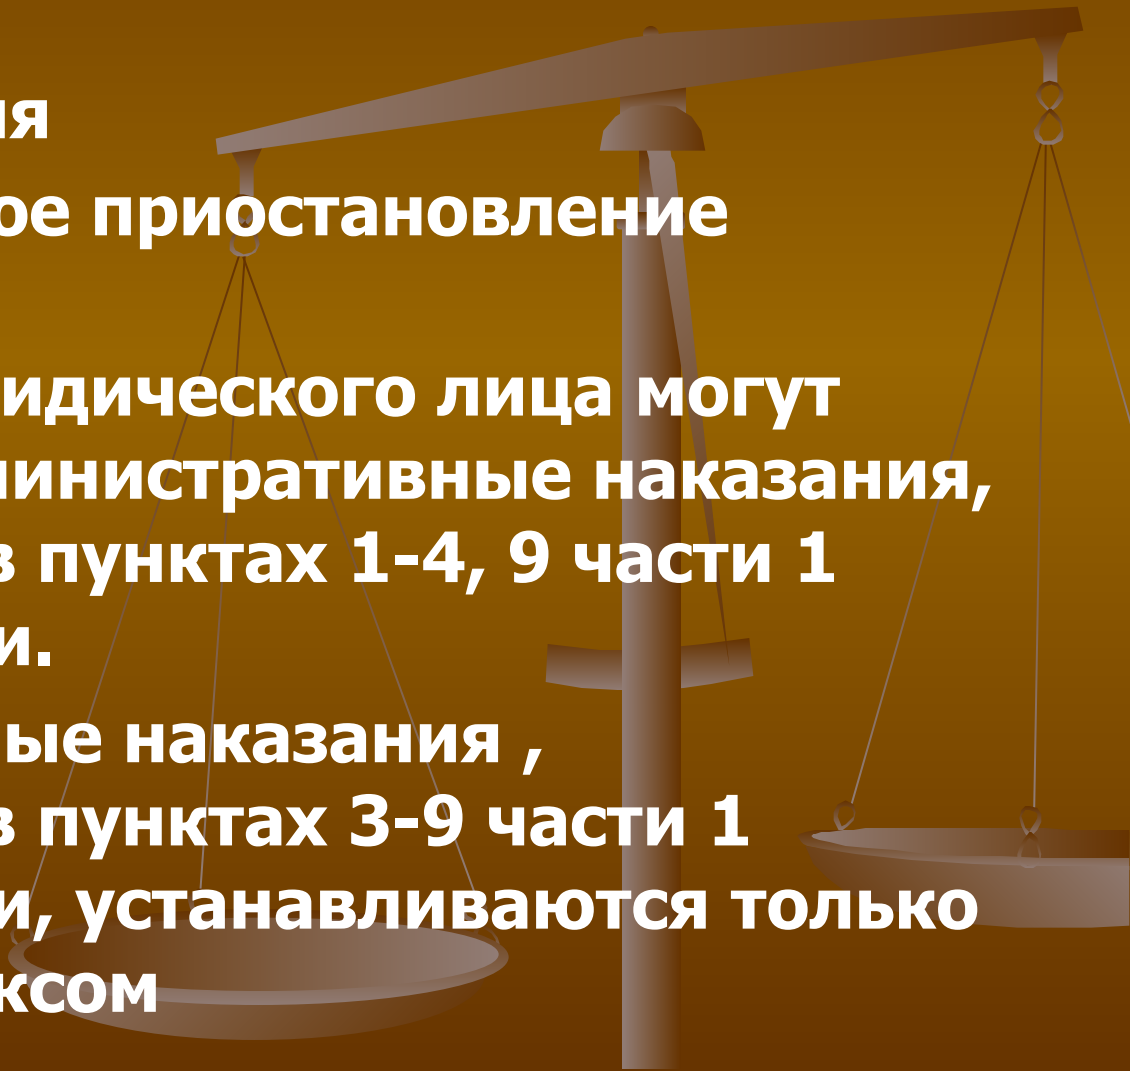 ия
ое приостановление
идического лица могут
министративные наказания,
в пунктах 1-4, 9 части 1
и.
ые наказания ,
в пунктах 3-9 части 1
и, устанавливаются только
ксом